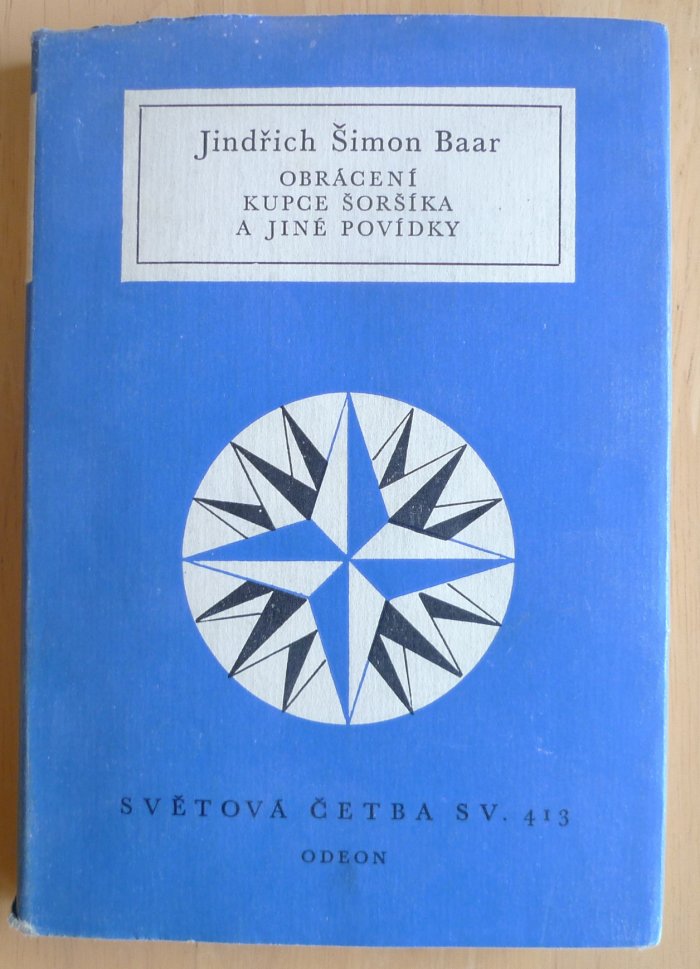 Jindřich Šimon Baar
OBRÁCENÍ
KUPCE ŠORŠÍKA
A JINÉ POVÍDKY
SVĚTOVÁ ČETBA SV. 413
ODEON